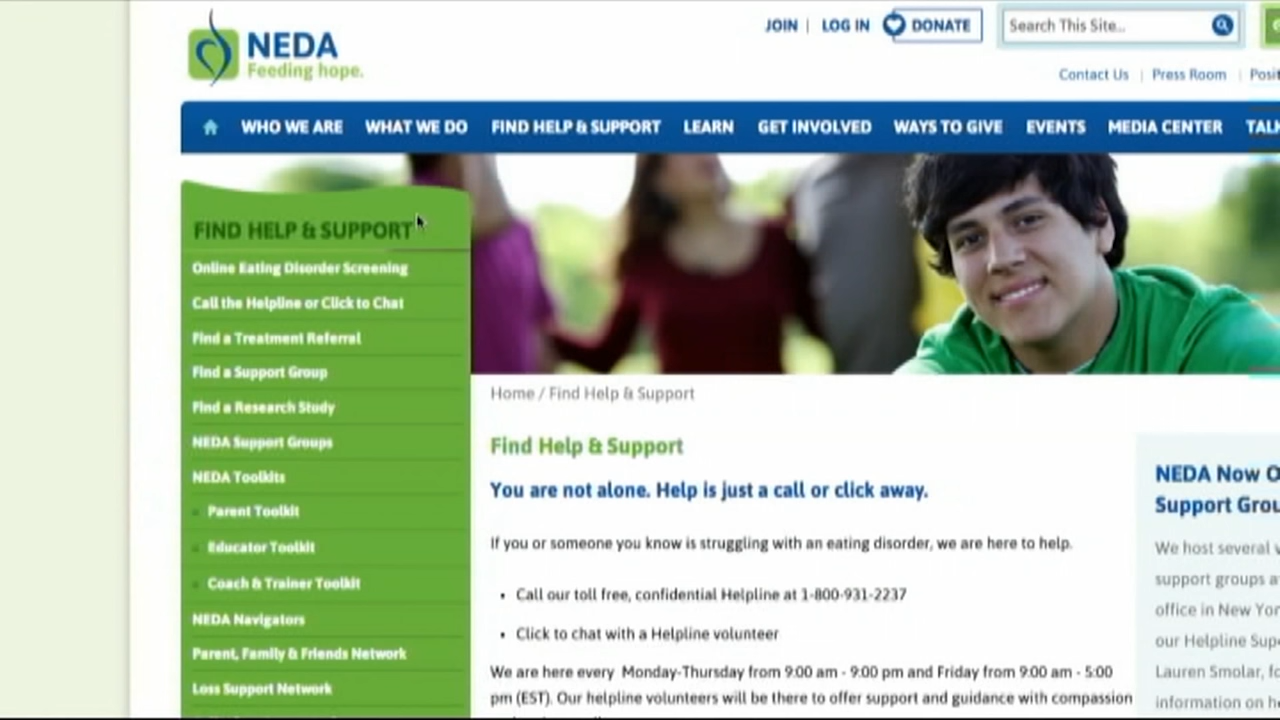 NEDA
Feeding hope.
JOIN | LOG IN DONATE
Search This Site...
Contact Us | Press Room |
WHO WE ARE WHAT WE DO FIND HELP & SUPPORT LEARN GET INVOLVED WAYS TO GIVE EVENTS MEDIA CENTER
FIND HELP & SUPPORT
Online Eating Disorder Screening
Call the Helpline or Click to Chat
Find a Treatment Referral
Find a Support Group
Find a Research Study
NEDA Support Groups
NEDA Toolkits
Parent Toolkit
Educator Toolkit
Coach & Trainer Toolkit
NEDA Navigators
Parent, Family & Friends Network
Loss Support Network
Home / Find Help & Support
Find Help & Support
You are not alone. Help is just a call or click away.
If you or someone you know is struggling with an eating disorder, we are here to help.
• Call our toll free, confidential Helpline at 1-800-931-2237
• Click to chat with a Helpline volunteer
We are here every Monday-Thursday from 9:00 am - 9:00 pm and Friday from 9:00 am - 5:00
pm (EST). Our helpline volunteers will be there to offer support and guidance with compassion
NEDA Now
Support
We host several
support groups
office in New
our Helpline
Lauren Smolar,
information on